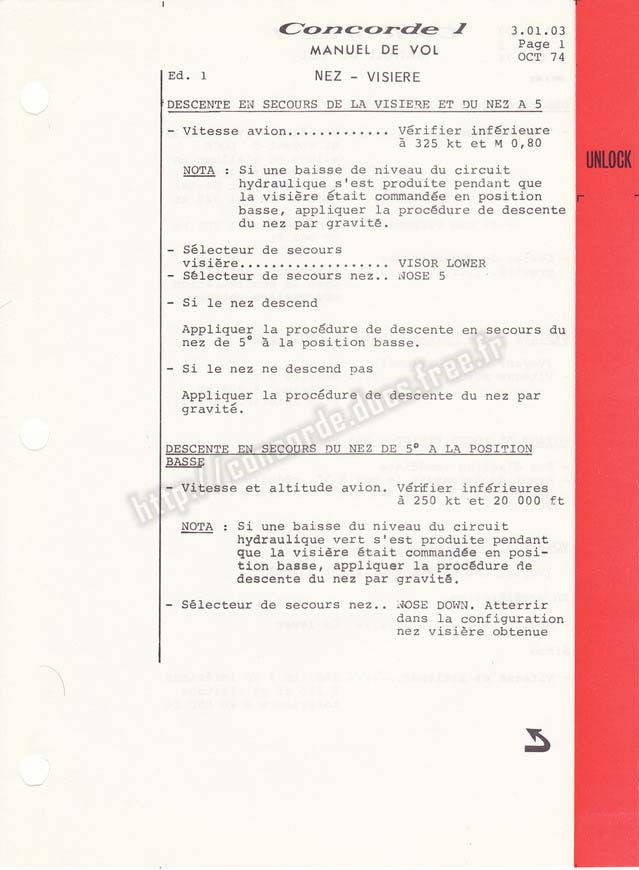 Concorde 1
3.01.03
MANUEL DE VOL
Page 1
OCT 74
Ed. 1
NEZ - VISIERE
DESCENTE EN SECOURS DE LA VISIERE ET DU NEZ A 5
- Vitesse avion............. Vérifier inférieure
à 325 kt et M 0,80
UNLOCK
NOTA : Si une baisse de niveau du circuit
hydraulique s'est produite pendant que
la visière était commandée en position
basse, appliquer la procédure de descente
du nez par gravité.
- Sélecteur de secours
visière................... VISOR LOWER
- Sélecteur de secours nez.. NOSE 5
- Si le nez descend
Appliquer la procédure de descente en secours du
nez de 5° à la position basse.
- Si le nez ne descend pas
Appliquer la procédure de descente du nez par
gravité.
DESCENTE EN SECOURS DU NEZ DE 5° A LA POSITION
BASSE
- Vitesse et altitude avion. Vérifier inférieures
à 250 kt et 20 000 ft
NOTA : Si une baisse du niveau du circuit
hydraulique vert s'est produite pendant
que la visière était commandée en posi-
tion basse, appliquer la procédure de
descente du nez par gravité.
- Sélecteur de secours nez.. NOSE DOWN. Atterrir
dans la configuration
nez visière obtenue
http://concorde.docs.free.fr